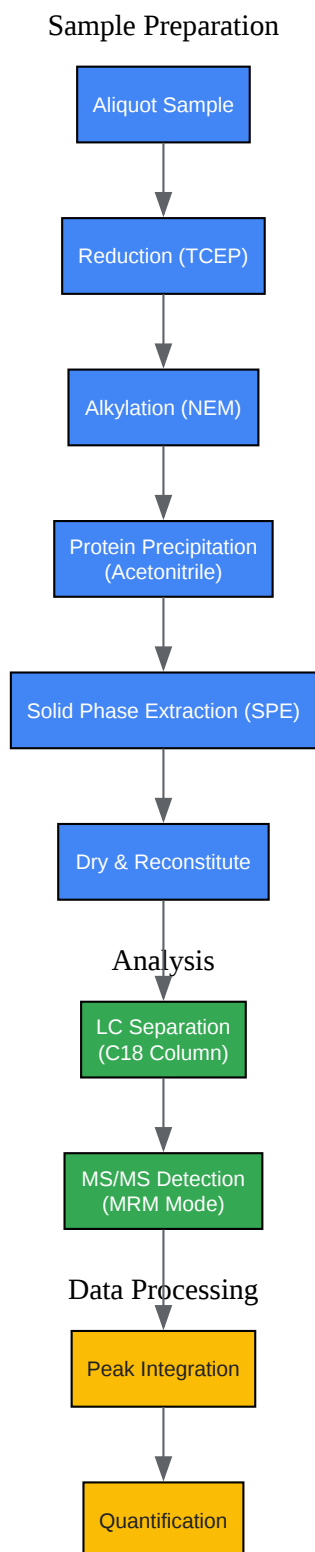 Sample Preparation
Aliquot Sample
Reduction (TCEP)
Alkylation (NEM)
Protein Precipitation
(Acetonitrile)
Solid Phase Extraction (SPE)
Dry & Reconstitute
Analysis
LC Separation
(C18 Column)
MS/MS Detection
(MRM Mode)
Data Processing
Peak Integration
Quantification